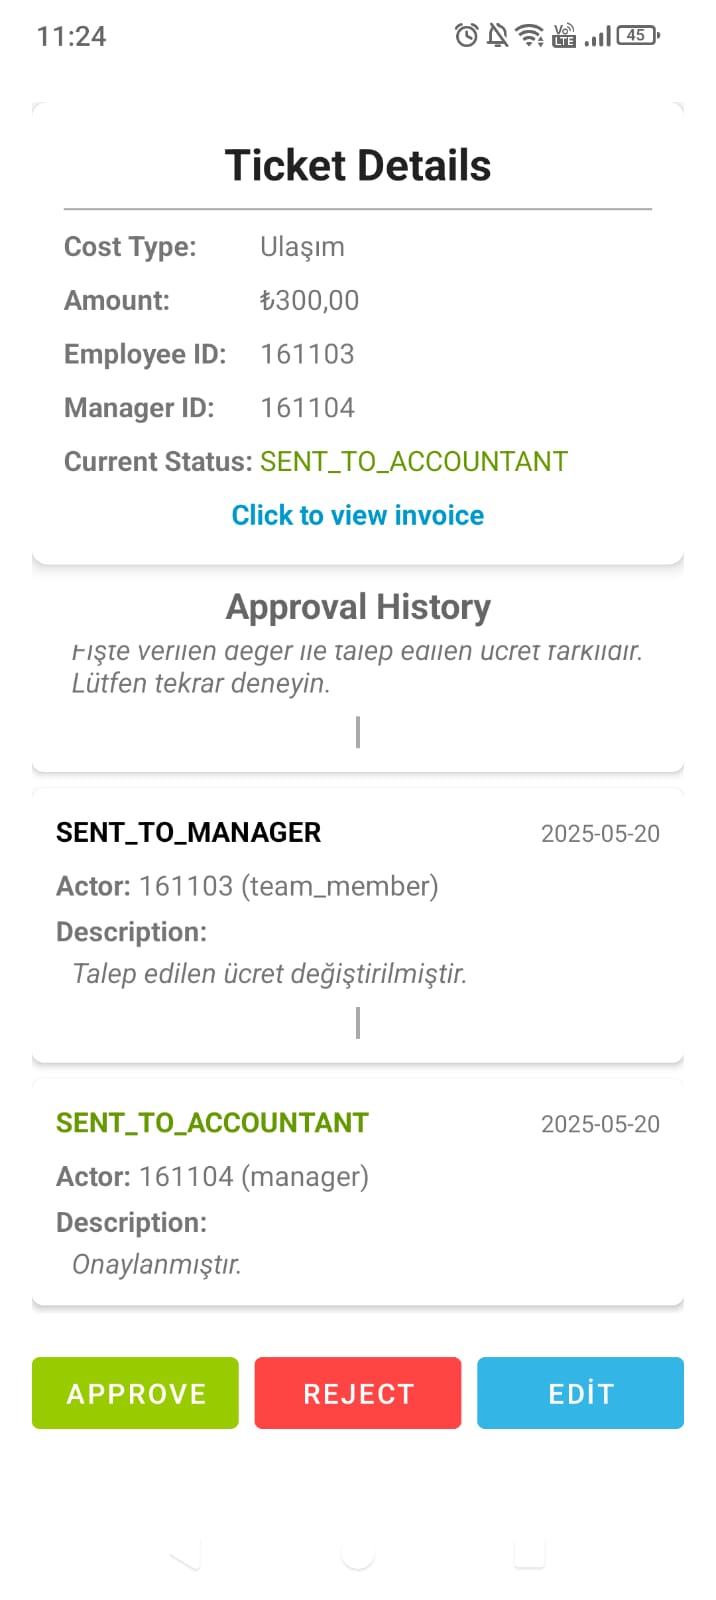 11:24
Vo) LTE 45
Ticket Details
Cost Type: Ulaşım
Amount: ₺300,00
Employee ID: 161103
Manager ID: 161104
Current Status: SENT_TO_ACCOUNTANT
Click to view invoice
Approval History
Fişte verilen değer ile talep edilen ücret farklıdır.
Lütfen tekrar deneyin.
SENT_TO_MANAGER 2025-05-20
Actor: 161103 (team_member)
Description:
Talep edilen ücret değiştirilmiştir.
SENT_TO_ACCOUNTANT 2025-05-20
Actor: 161104 (manager)
Description:
Onaylanmıştır.
APPROVE REJECT EDİT